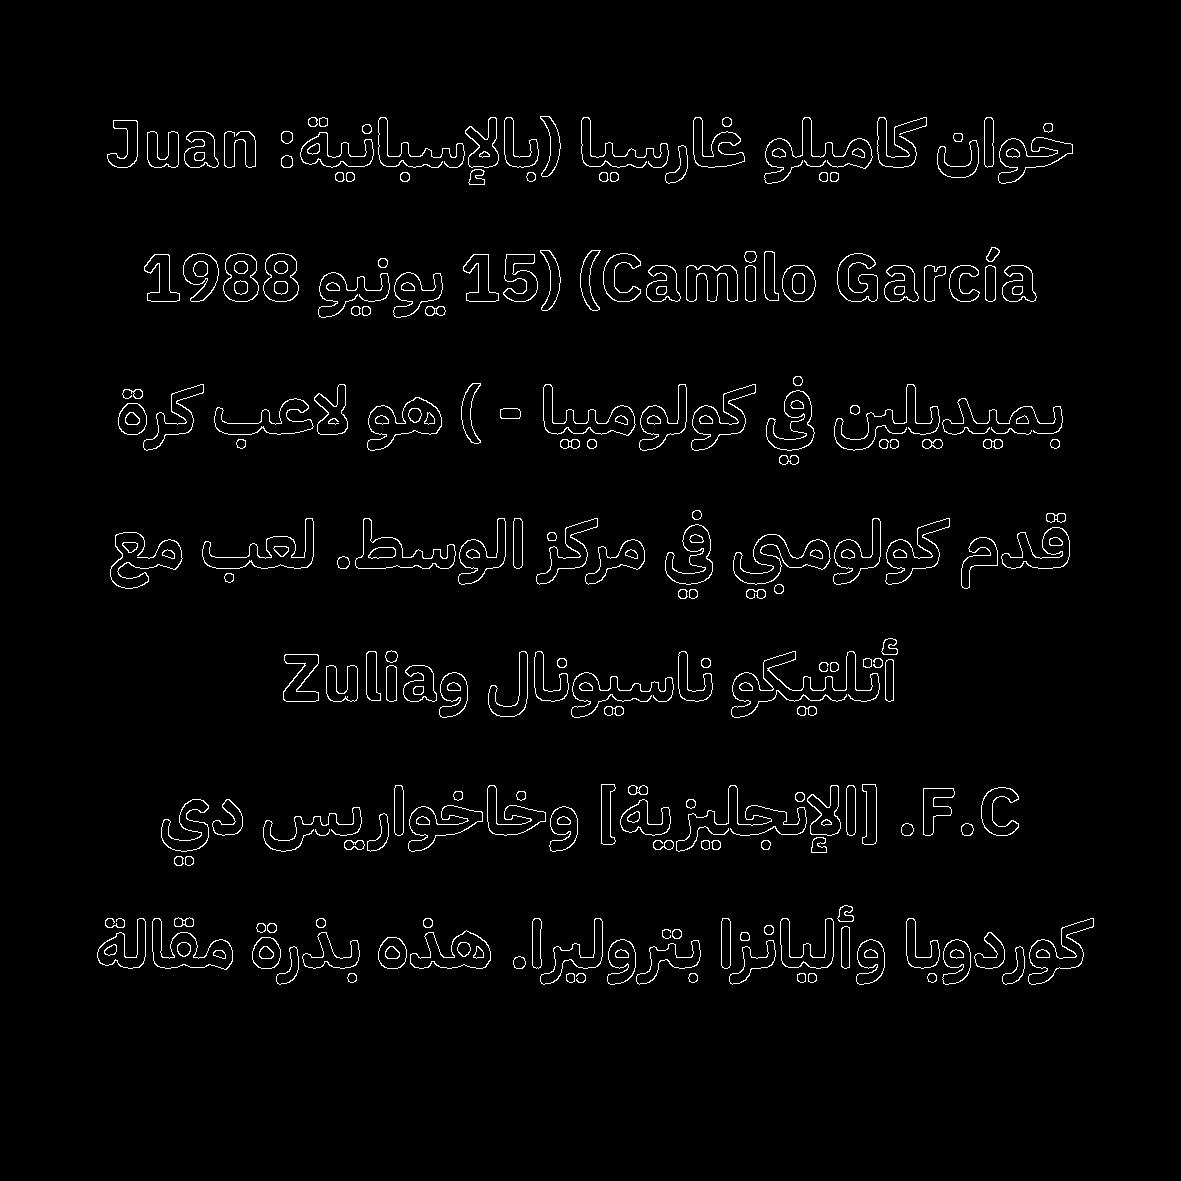 خوان كاميلو غارسيا (بالإسبانية: Juan
Camilo García) (15 يونيو 1988
بميديلين في كولومبيا - ) هو لاعب كرة
قدم كولومبي في مركز الوسط. لعب مع
أتلتيكو ناسيونال وZulia
F.C. [الإنجليزية] وخاخواريس دي
كوردوبا وأليانزا بتروليرا. هذه بذرة مقالة